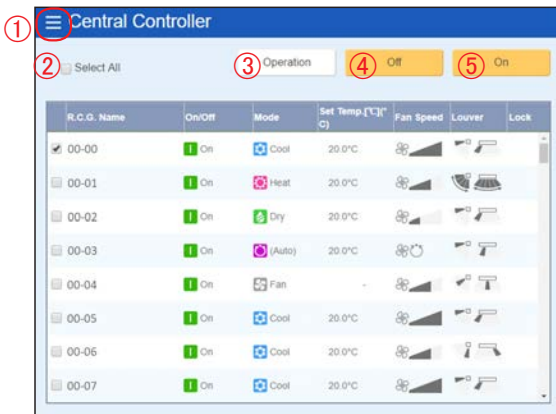 ① Central Controller
② Select All ③ Operation ④ Off ⑤ On
R.C.G. Name On/Off Mode Set Temp.[℃](° Fan Speed Louver Lock
C)
00-00 On Cool 20.0°C
00-01 On Heat 20.0°C
00-02 On Dry 20.0°C
00-03 On (Auto) 20.0°C
00-04 On Fan -
00-05 On Cool 20.0°C
00-06 On Cool 20.0°C
00-07 On Cool 20.0°C